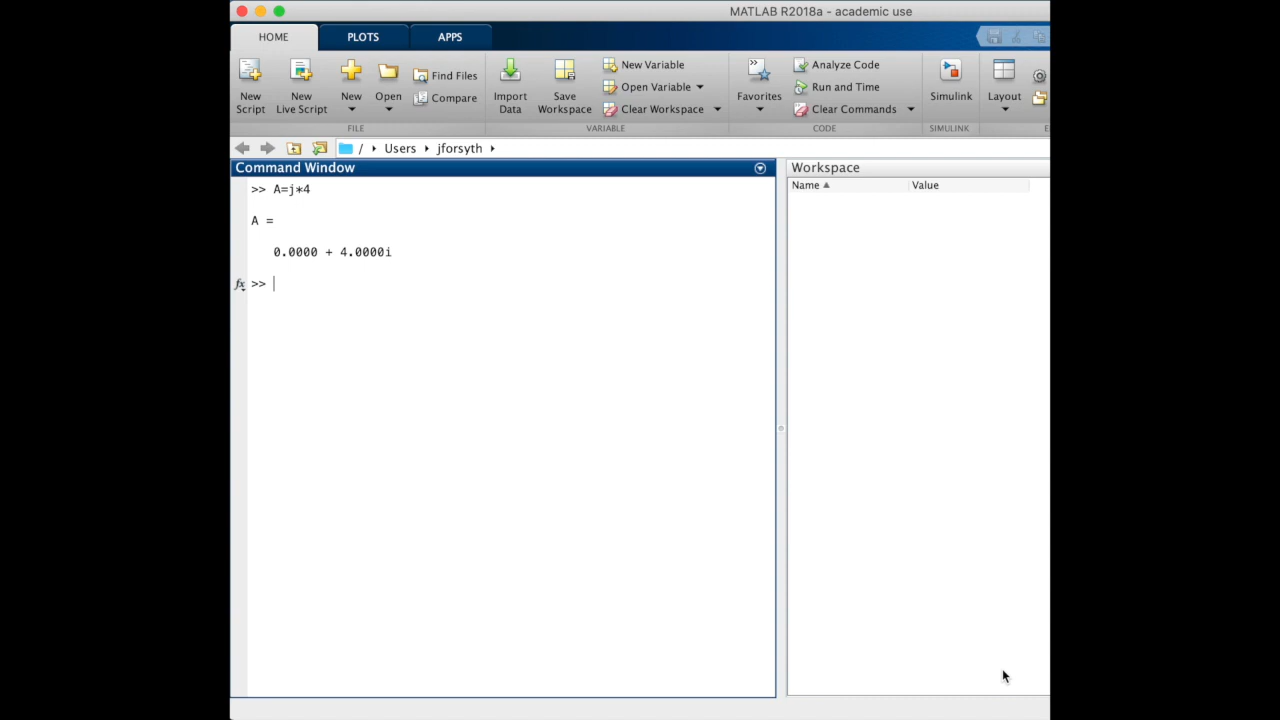 MATLAB R2018a - academic use
HOME PLOTS APPS
New Script
New Live Script
New
Open
Find Files
Compare
Import Data
Save Workspace
New Variable
Open Variable
Clear Workspace
Favorites
Analyze Code
Run and Time
Clear Commands
Simulink
Layout
FILE VARIABLE CODE SIMULINK E
/ Users jforsyth
Command Window
>> A=j*4
A =
0.0000 + 4.0000i
fx >>
Workspace
Name Value